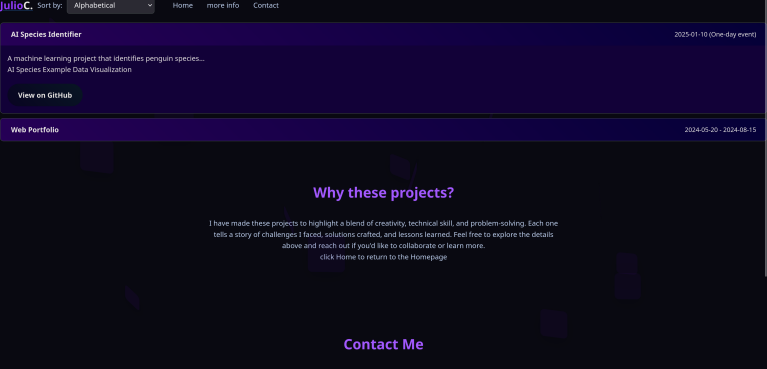 JulioC. Sort by: Alphabetical Home more info Contact
AI Species Identifier 2025-01-10 (One-day event)
A machine learning project that identifies penguin species...
AI Species Example Data Visualization
View on GitHub
Web Portfolio 2024-05-20 - 2024-08-15
Why these projects?
I have made these projects to highlight a blend of creativity, technical skill, and problem-solving. Each one
tells a story of challenges I faced, solutions crafted, and lessons learned. Feel free to explore the details
above and reach out if you'd like to collaborate or learn more.
click Home to return to the Homepage
Contact Me